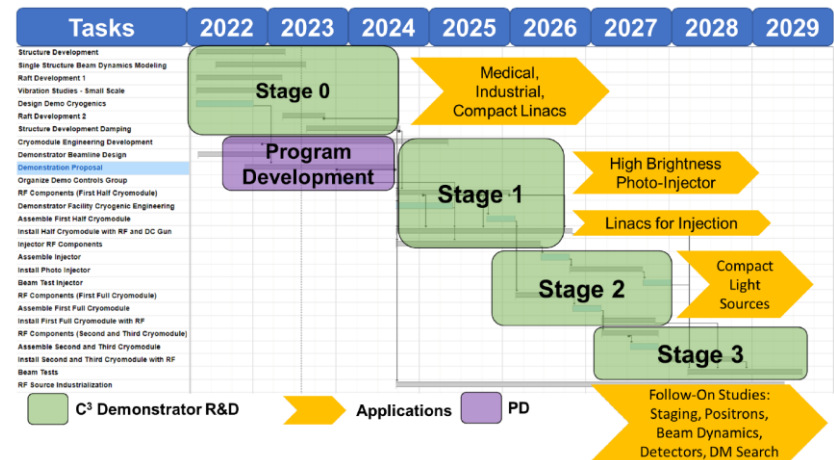 Tasks 2022 2023 2024 2025 2026 2027 2028 2029
Structure Development
Single Structure Beam Dynamics Modeling
Raft Development 1
Vibration Studies - Small Scale
Design Demo Cryogenics
Raft Development 2
Structure Development Damping
Cryomodule Engineering Development
Demonstrator Beamline Design
Demonstration Proposal
Organize Demo Controls Group
RF Components (First Half Cryomodule)
Demonstrator Facility Cryogenic Engineering
Assemble First Half Cryomodule
Install Half Cryomodule with RF and DC Gun
Injector RF Components
Assemble Injector
Install Photo Injector
Beam Test Injector
RF Components (First Full Cryomodule)
Assemble First Full Cryomodule
Install First Full Cryomodule with RF
RF Components (Second and Third Cryomodule)
Assemble Second and Third Cryomodule
Install Second and Third Cryomodule with RF
Beam Tests
RF Source Industrialization
Stage 0
Medical,
Industrial,
Compact Linacs
Program
Development
Stage 1
High Brightness
Photo-Injector
Linacs for Injection
Stage 2
Compact
Light
Sources
Stage 3
Follow-On Studies:
Staging, Positrons,
Beam Dynamics,
Detectors, DM Search
C³ Demonstrator R&D
Applications
PD